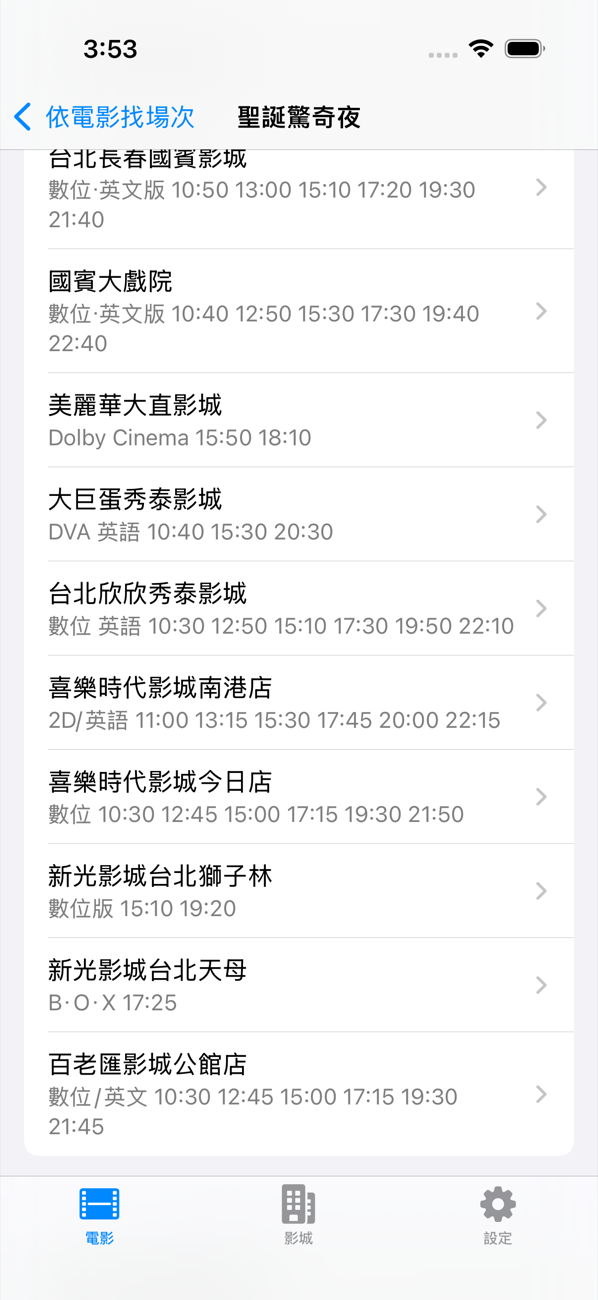 3:53
依電影找場次 聖誕驚奇夜
台北長春國賓影城
數位·英文版 10:50 13:00 15:10 17:20 19:30
21:40
國賓大戲院
數位·英文版 10:40 12:50 15:30 17:30 19:40
22:40
美麗華大直影城
Dolby Cinema 15:50 18:10
大巨蛋秀泰影城
DVA 英語 10:40 15:30 20:30
台北欣欣秀泰影城
數位 英語 10:30 12:50 15:10 17:30 19:50 22:10
喜樂時代影城南港店
2D/英語 11:00 13:15 15:30 17:45 20:00 22:15
喜樂時代影城今日店
數位 10:30 12:45 15:00 17:15 19:30 21:50
新光影城台北獅子林
數位版 15:10 19:20
新光影城台北天母
B·O·X 17:25
百老匯影城公館店
數位/英文 10:30 12:45 15:00 17:15 19:30
21:45
電影 影城 設定